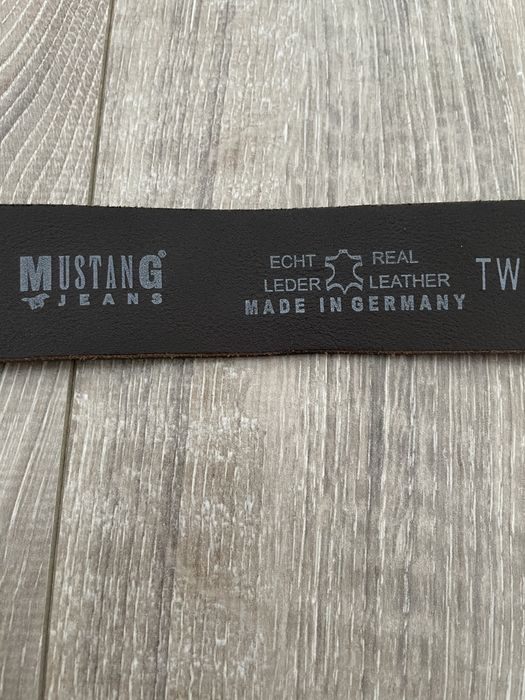 MUSTANG®
JEANS
ECHT REAL
LEDER LEATHER
MADE IN GERMANY
TW